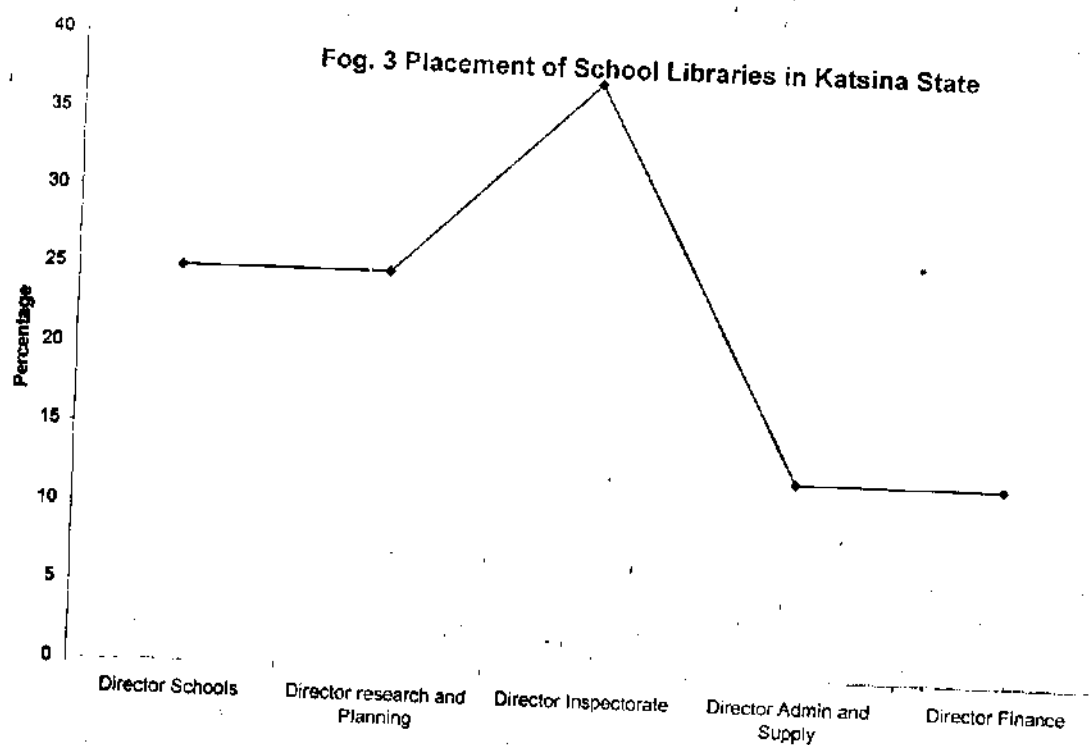 Fog. 3 Placement of School Libraries in Katsina State
40
35
30
25
20
15
10
5
0
Percentage
Director Schools
Director research and
Planning
Director Inspectorate
Director Admin and
Supply
Director Finance